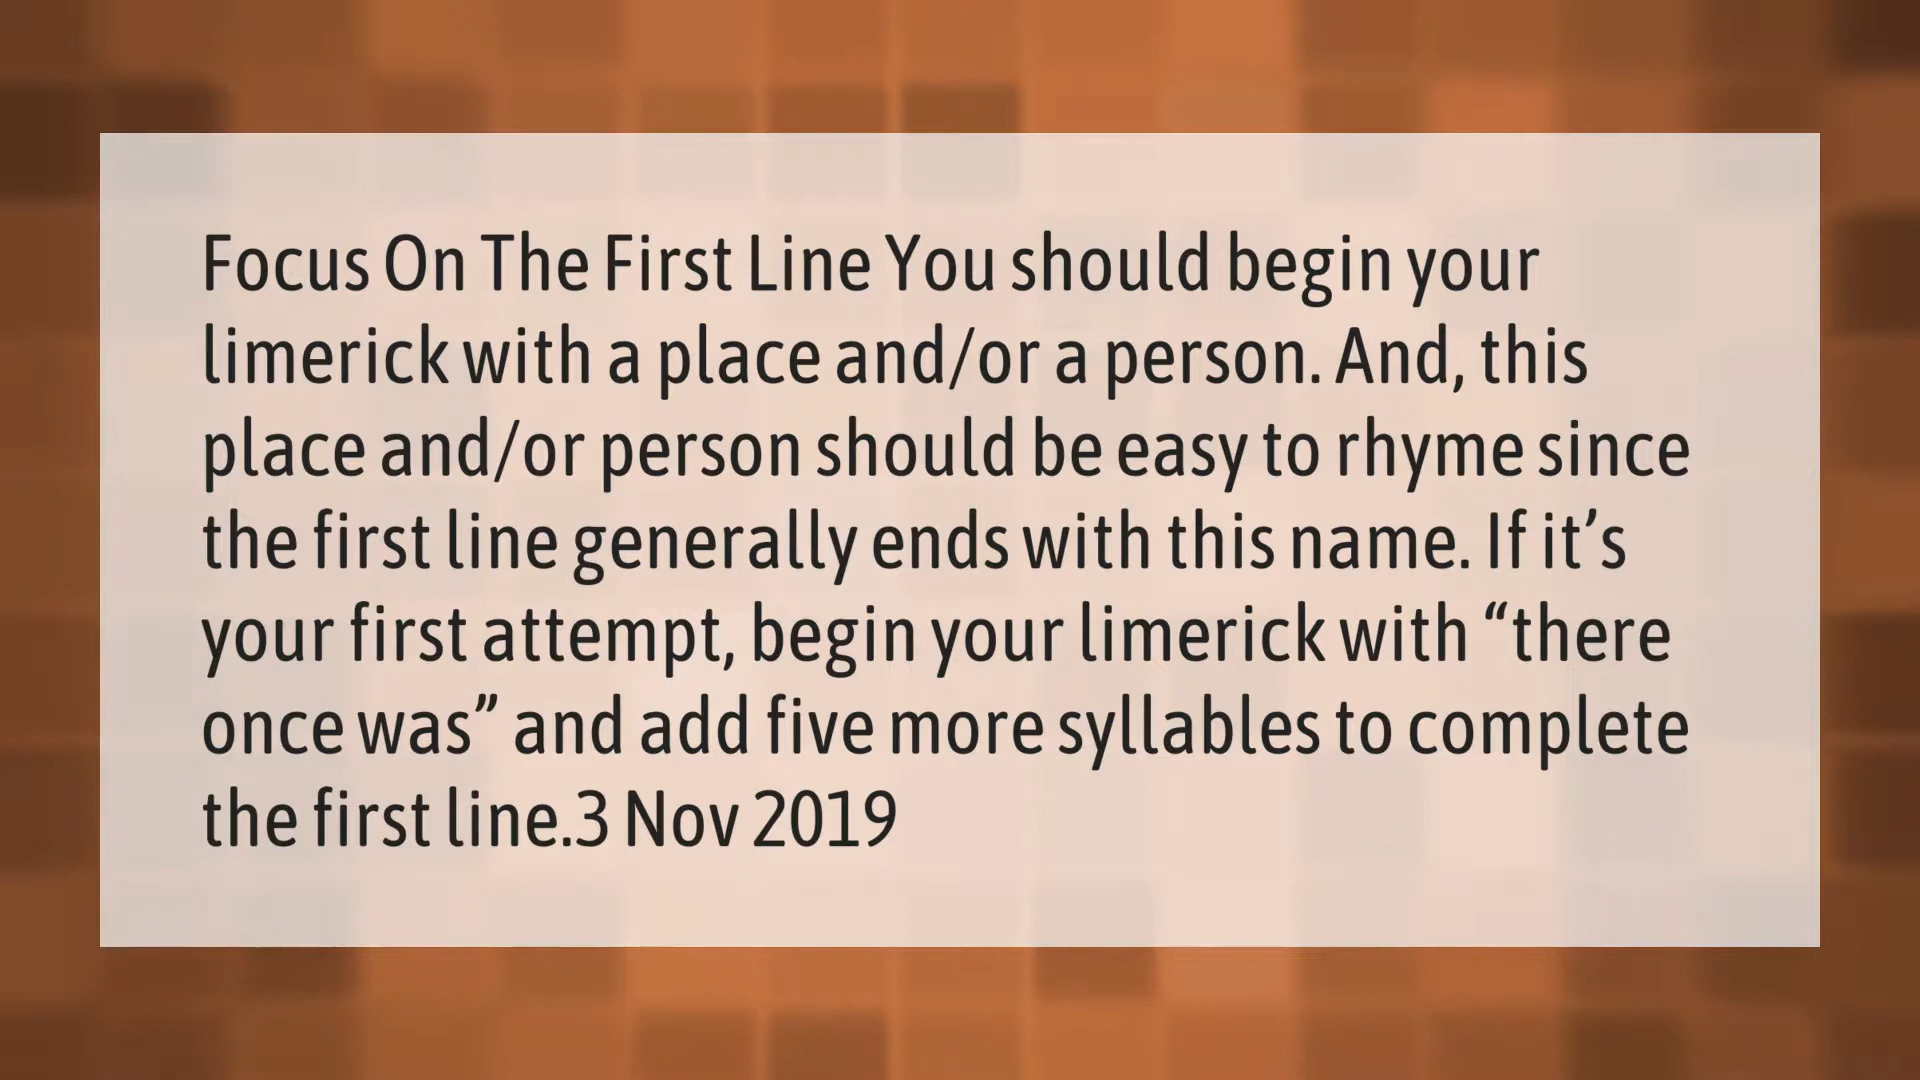 Focus On The First Line You should begin your
limerick with a place and/or a person. And, this
place and/or person should be easy to rhyme since
the first line generally ends with this name. If it’s
your first attempt, begin your limerick with “there
once was” and add five more syllables to complete
the first line.3 Nov 2019